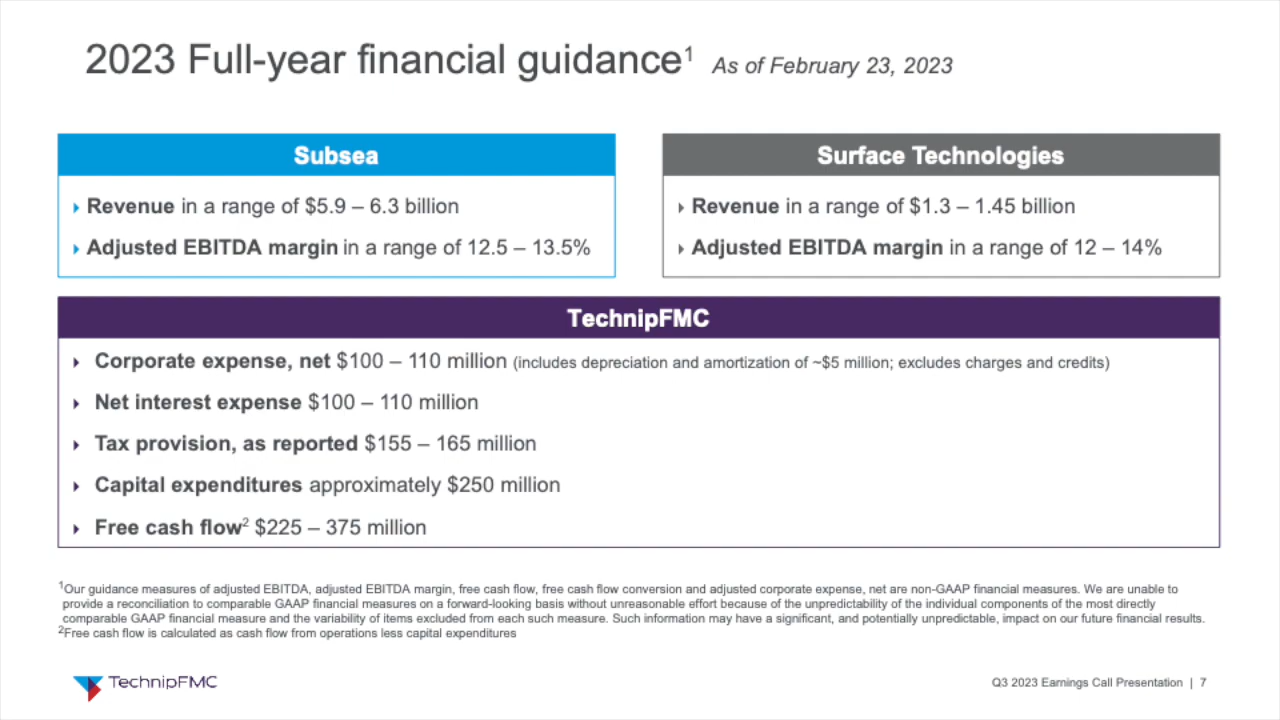 2023 Full-year financial guidance1 As of February 23, 2023
Subsea
Revenue in a range of $5.9 – 6.3 billion
Adjusted EBITDA margin in a range of 12.5 – 13.5%
Surface Technologies
Revenue in a range of $1.3 – 1.45 billion
Adjusted EBITDA margin in a range of 12 – 14%
TechnipFMC
Corporate expense, net $100 – 110 million (includes depreciation and amortization of ~$5 million; excludes charges and credits)
Net interest expense $100 – 110 million
Tax provision, as reported $155 – 165 million
Capital expenditures approximately $250 million
Free cash flow2 $225 – 375 million
1Our guidance measures of adjusted EBITDA, adjusted EBITDA margin, free cash flow, free cash flow conversion and adjusted corporate expense, net are non-GAAP financial measures. We are unable to
provide a reconciliation to comparable GAAP financial measures on a forward-looking basis without unreasonable effort because of the unpredictability of the individual components of the most directly
comparable GAAP financial measure and the variability of items excluded from each such measure. Such information may have a significant, and potentially unpredictable, impact on our future financial results.
2Free cash flow is calculated as cash flow from operations less capital expenditures
TechnipFMC
Q3 2023 Earnings Call Presentation | 7